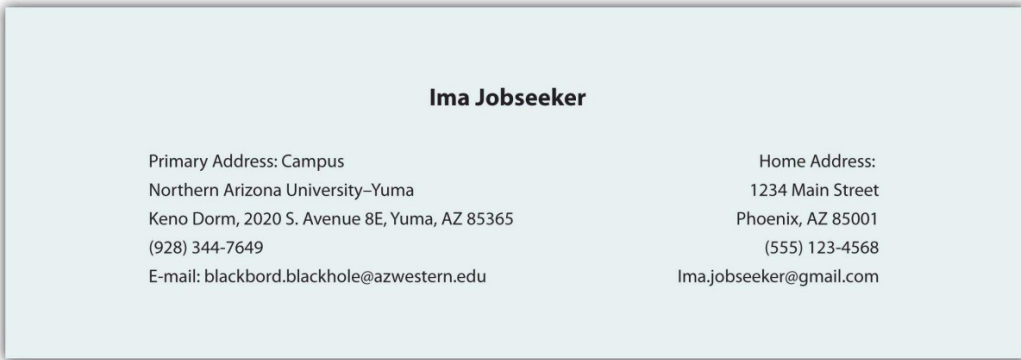 Ima Jobseeker
Primary Address: Campus
Northern Arizona University–Yuma
Keno Dorm, 2020 S. Avenue 8E, Yuma, AZ 85365
(928) 344-7649
E-mail: blackbord.blackhole@azwestern.edu
Home Address:
1234 Main Street
Phoenix, AZ 85001
(555) 123-4568
Ima.jobseeker@gmail.com